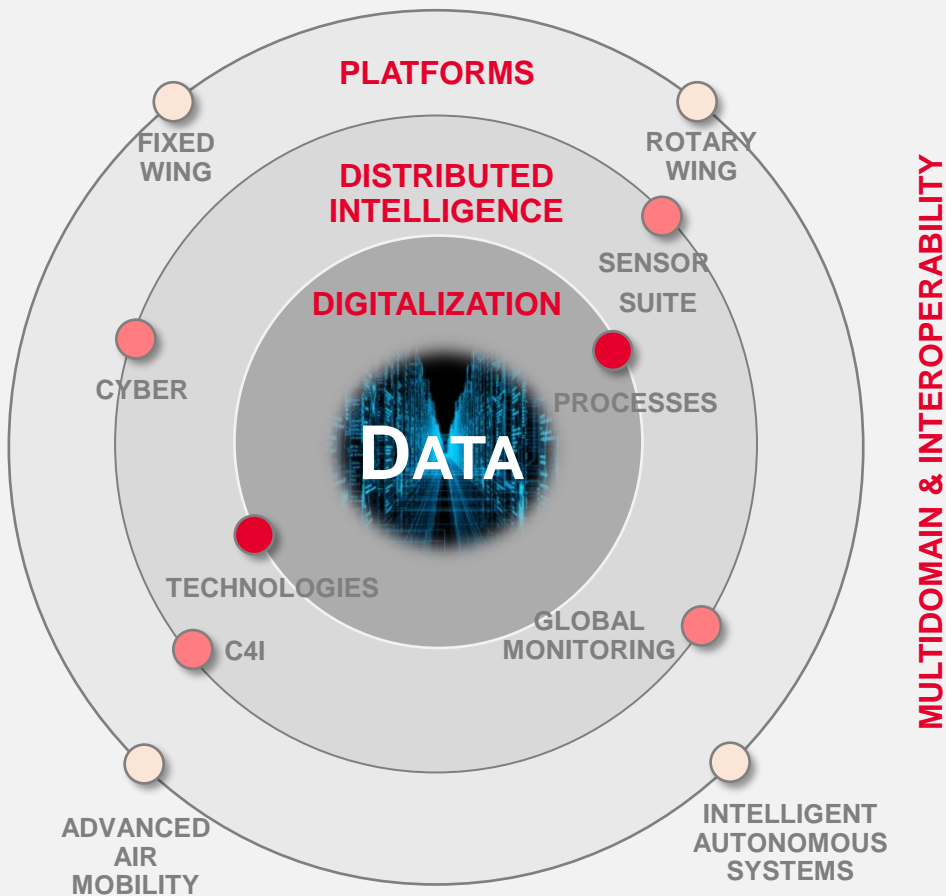 PLATFORMS
FIXED
WING
ROTARY
WING
DISTRIBUTED
INTELLIGENCE
SENSOR
SUITE
DIGITALIZATION
CYBER
PROCESSES
DATA
TECHNOLOGIES
C4I
GLOBAL
MONITORING
ADVANCED
AIR
MOBILITY
INTELLIGENT
AUTONOMOUS
SYSTEMS
MULTIDOMAIN & INTEROPERABILITY